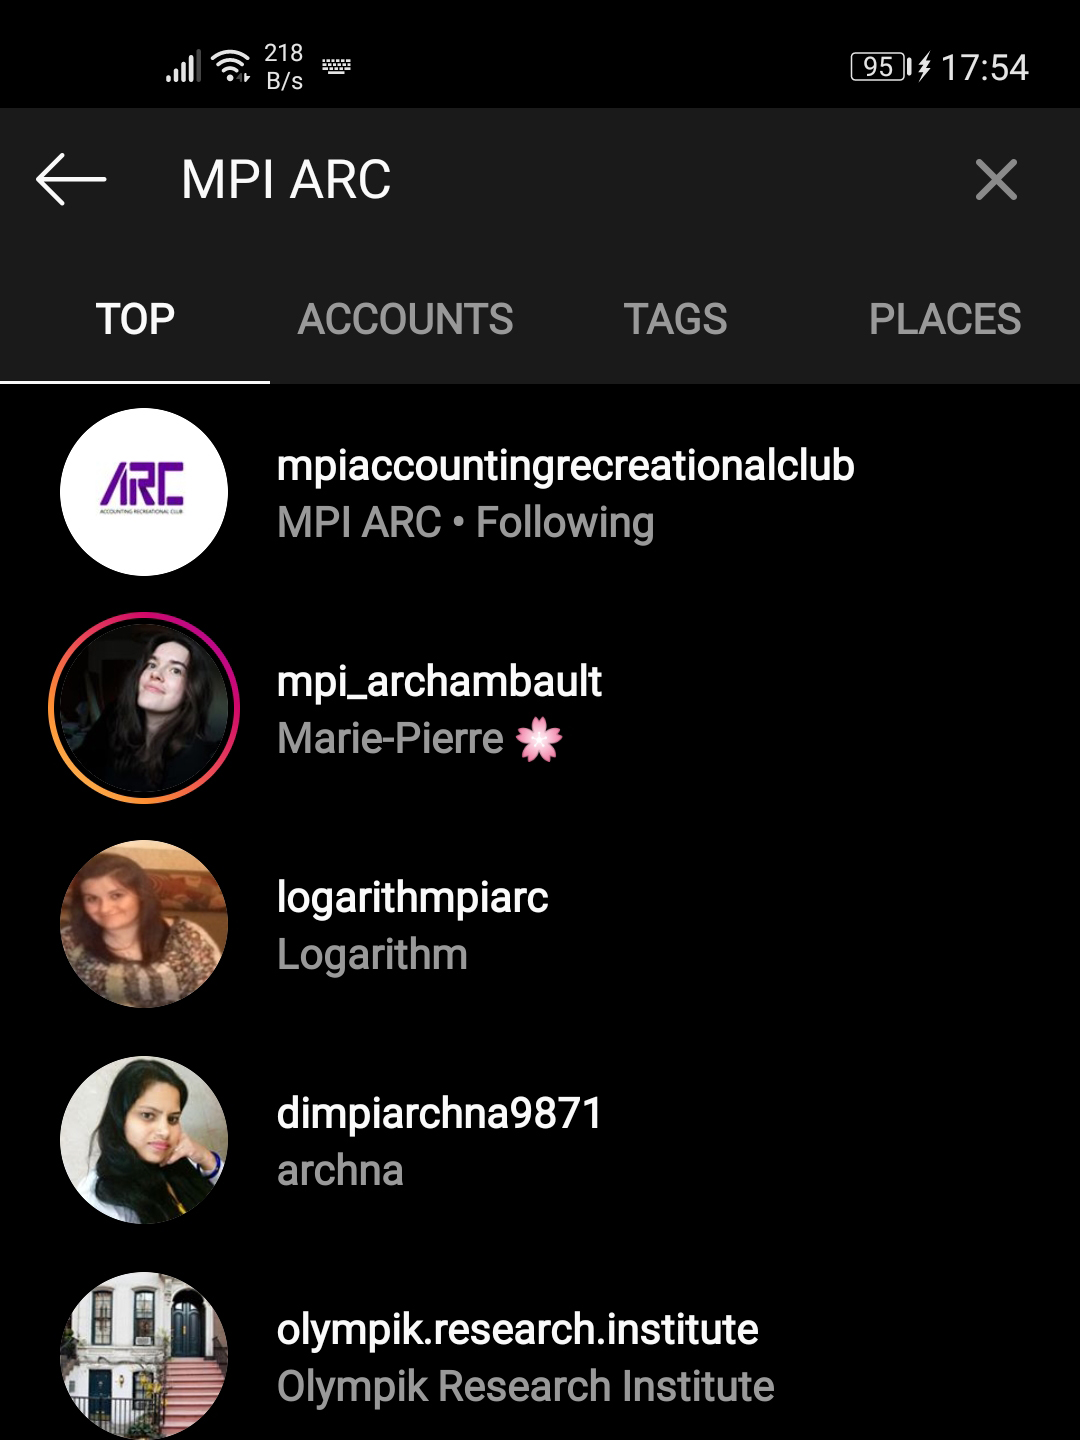 218
B/s
95
17:54
MPI ARC
TOP
ACCOUNTS
TAGS
PLACES
ARC
ACCOUNTING RECREATIONAL CLUB
mpiaccountingrecreationalclub
MPI ARC • Following
mpi_archambault
Marie-Pierre 🌸
logarithmpiarc
Logarithm
dimpiarchna9871
archna
olympik.research.institute
Olympik Research Institute